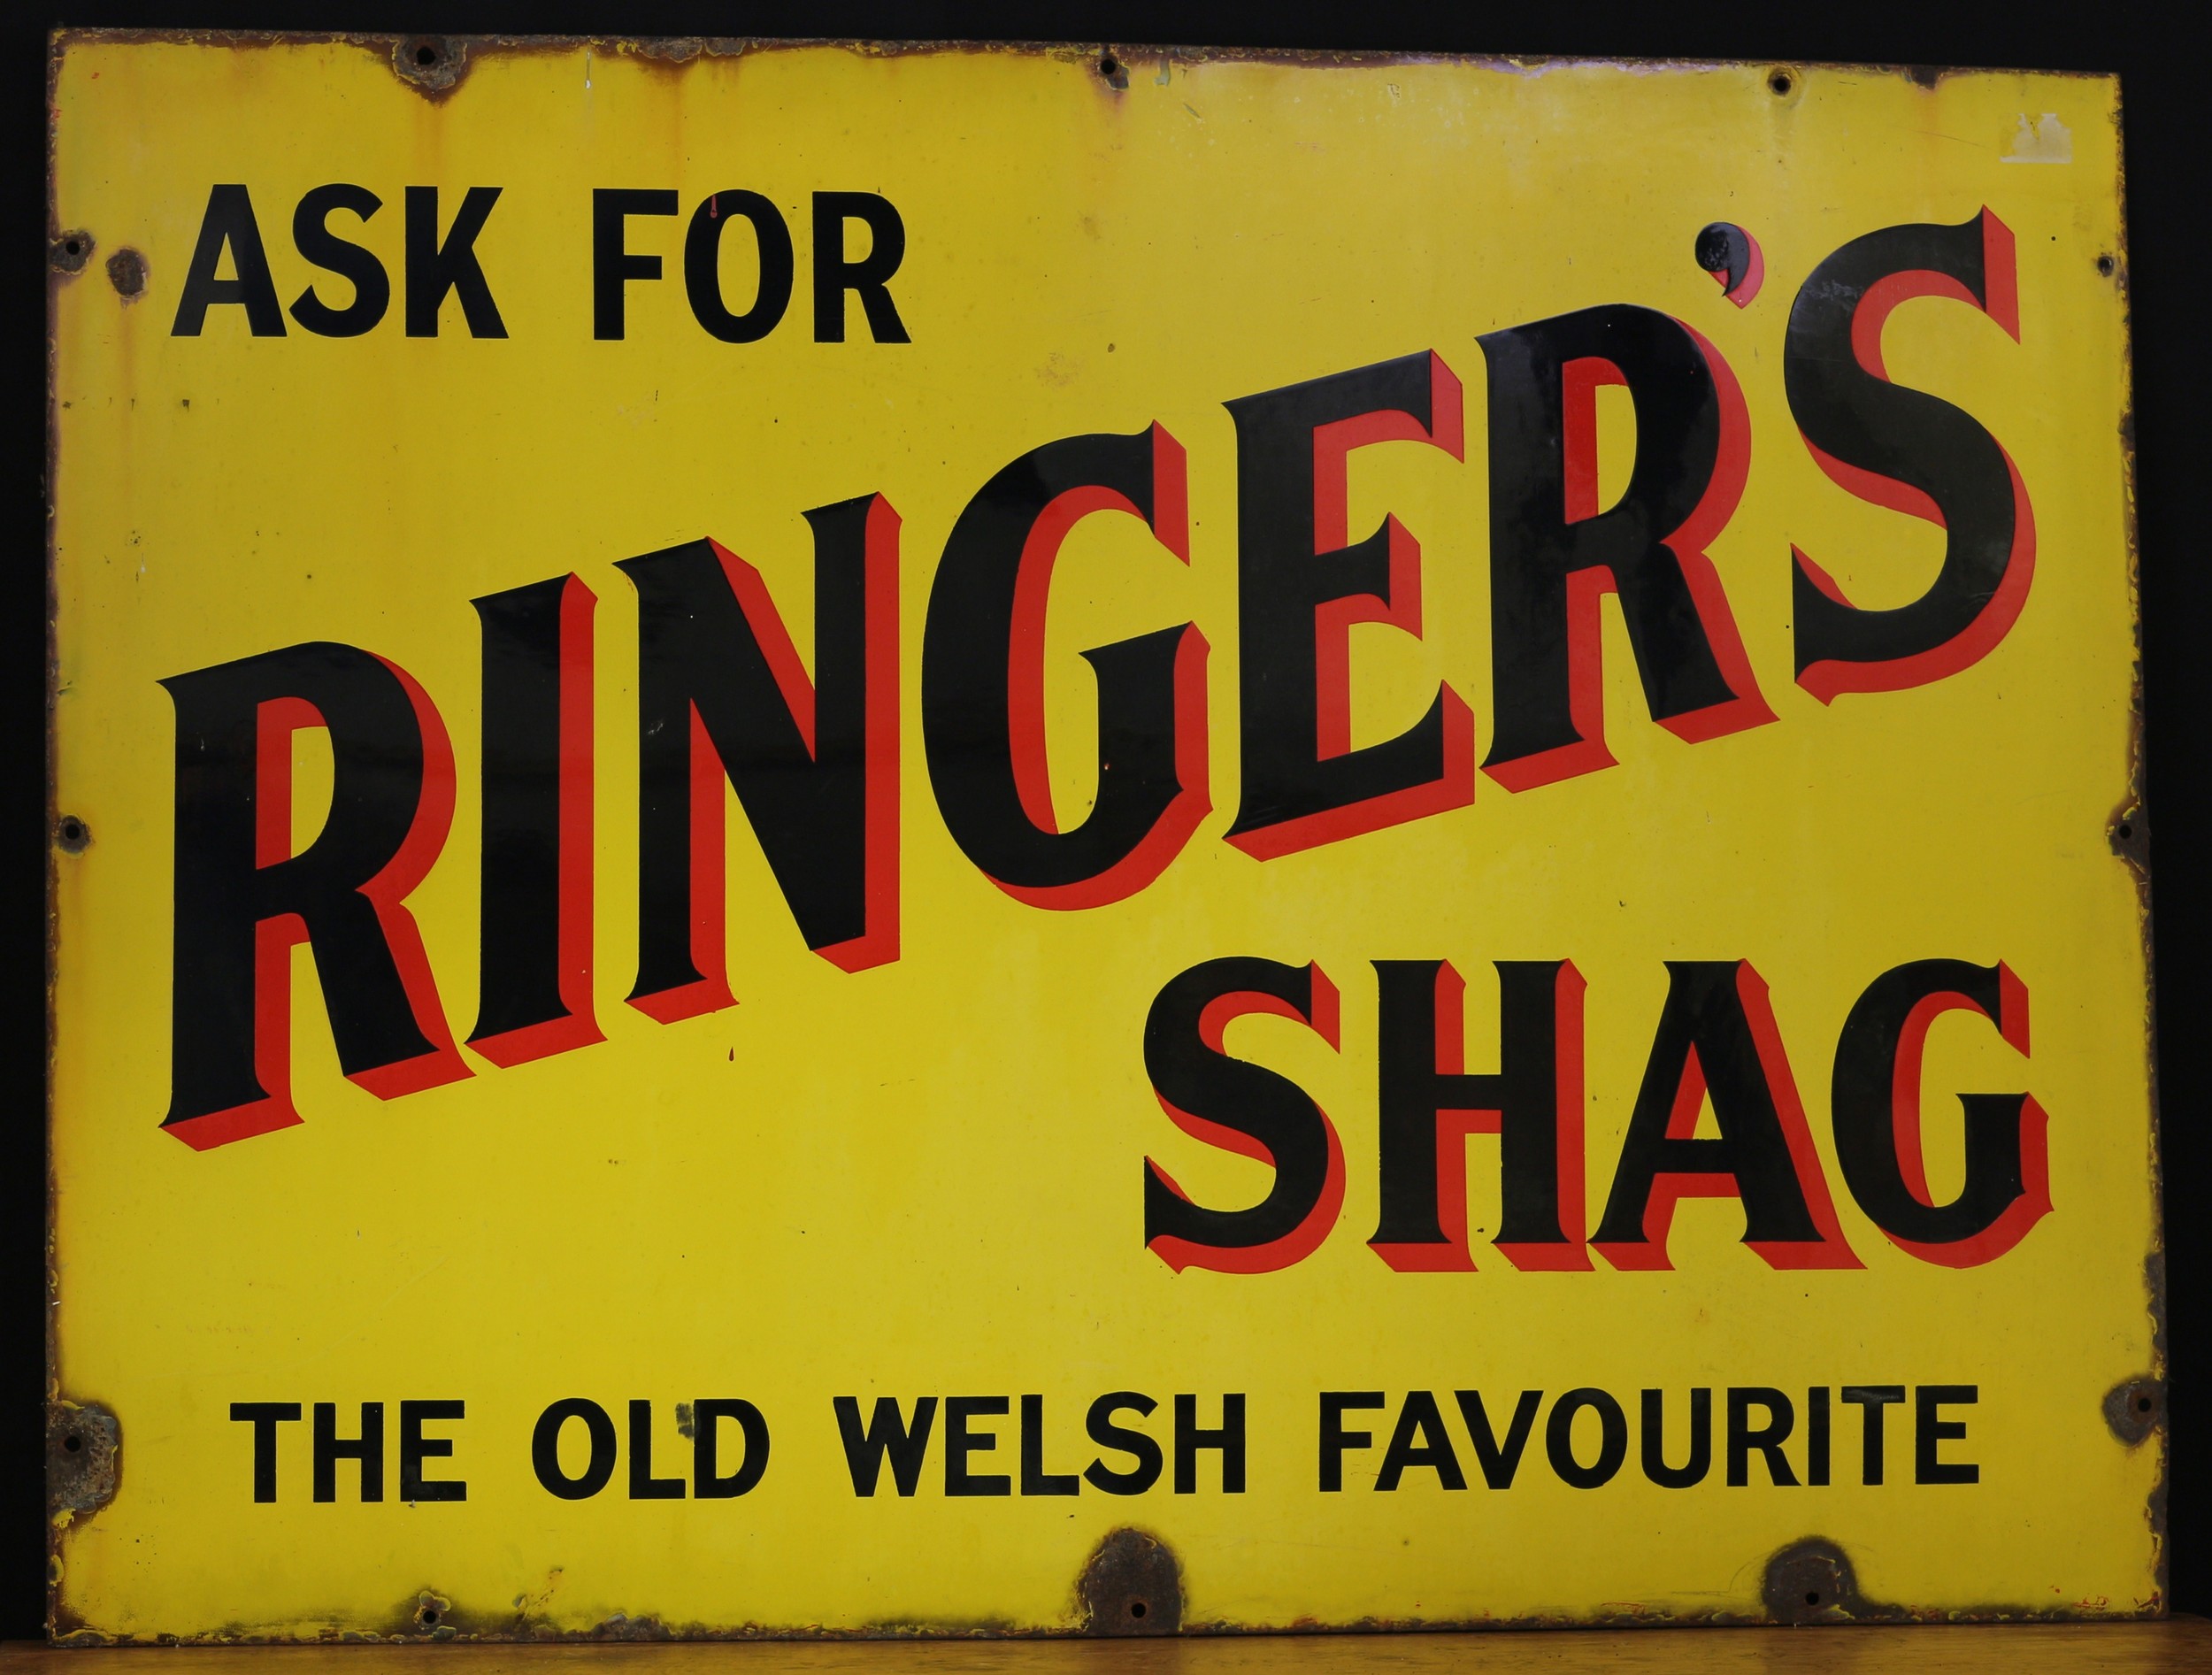 ASK FOR
RINGER'S
SHAG
THE OLD WELSH FAVOURITE